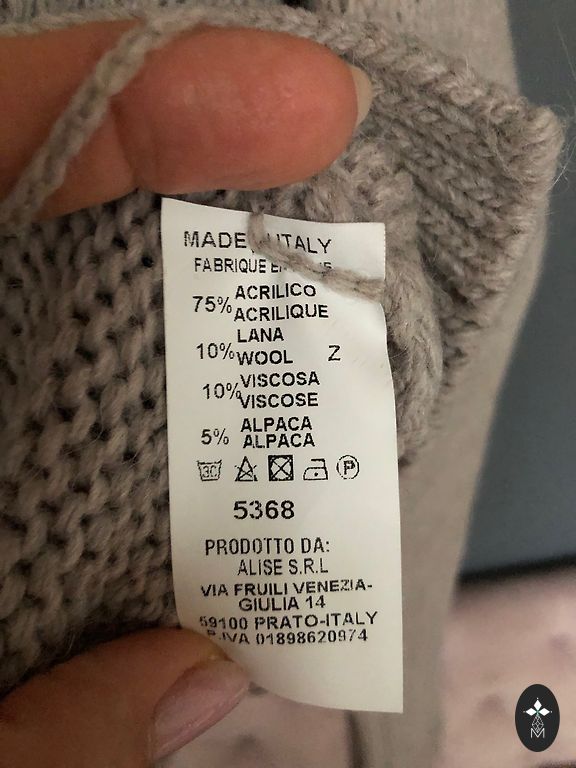 MADE ITALY
FABRIQUE
75% ACRILICO
ACRILIQUE
LANA
10% WOOL Z
10% VISCOSA
VISCOSE
5% ALPACA
ALPACA
30 P
5368
PRODOTTO DA:
ALISE S.R.L
VIA FRUILI VENEZIA-
GIULIA 14
59100 PRATO-ITALY
P.IVA 01898620974
M